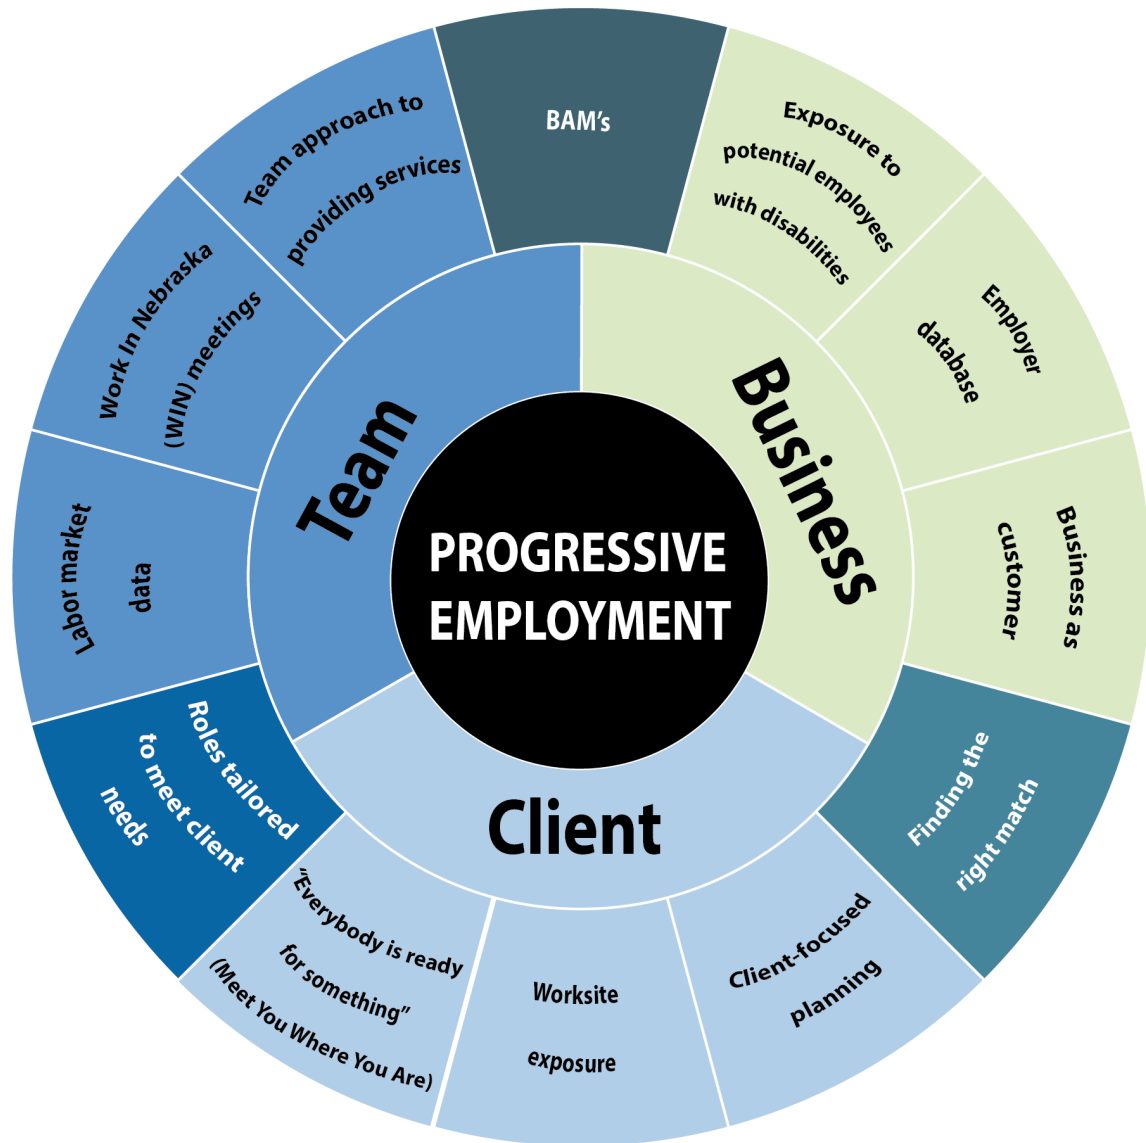 BAM's
Exposure to
potential employees
with disabilities
Employer
database
Business as
customer
Finding the
right match
Client-focused
planning
Worksite
exposure
"Everybody is ready
for something"
(Meet You Where You Are)
Roles tailored
to meet client
needs
Labor market
data
Work In Nebraska
(WIN) meetings
Team approach to
providing services
Team
Business
Client
PROGRESSIVE
EMPLOYMENT